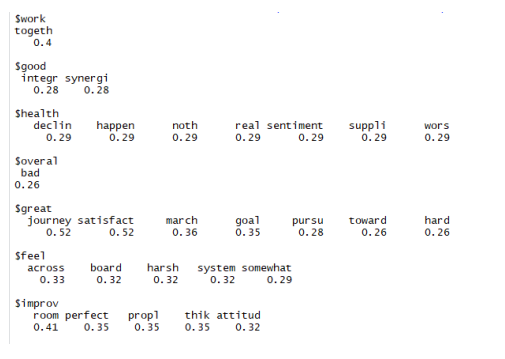 $work
togeth
0.4
$good
integr synergi
0.28 0.28
$health
declin happen noth real sentiment suppli wors
0.29 0.29 0.29 0.29 0.29 0.29 0.29
$overal
bad
0.26
$great
journey satisfact march goal pursu toward hard
0.52 0.52 0.36 0.35 0.28 0.26 0.26
$feel
across board harsh system somewhat
0.33 0.32 0.32 0.32 0.29
$improv
room perfect propl thik attitud
0.41 0.35 0.35 0.35 0.32